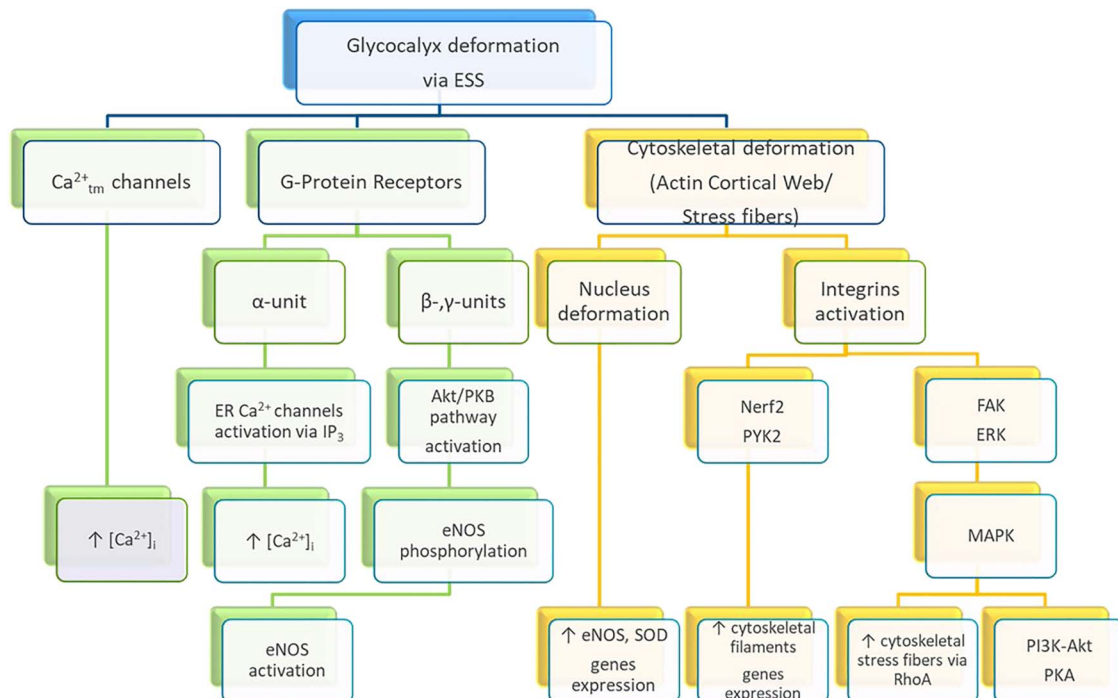 Glycocalyx deformation
via ESS
Ca²⁺ₜₘ channels
G-Protein Receptors
Cytoskeletal deformation
(Actin Cortical Web/
Stress fibers)
α-unit
β-,γ-units
Nucleus
deformation
Integrins
activation
ER Ca²⁺ channels
activation via IP₃
Akt/PKB
pathway
activation
Nerf2
PYK2
FAK
ERK
↑ [Ca²⁺]ᵢ
↑ [Ca²⁺]ᵢ
eNOS
phosphorylation
MAPK
eNOS
activation
↑ eNOS, SOD
genes
expression
↑ cytoskeletal
filaments
genes
expression
↑ cytoskeletal
stress fibers via
RhoA
PI3K-Akt
PKA